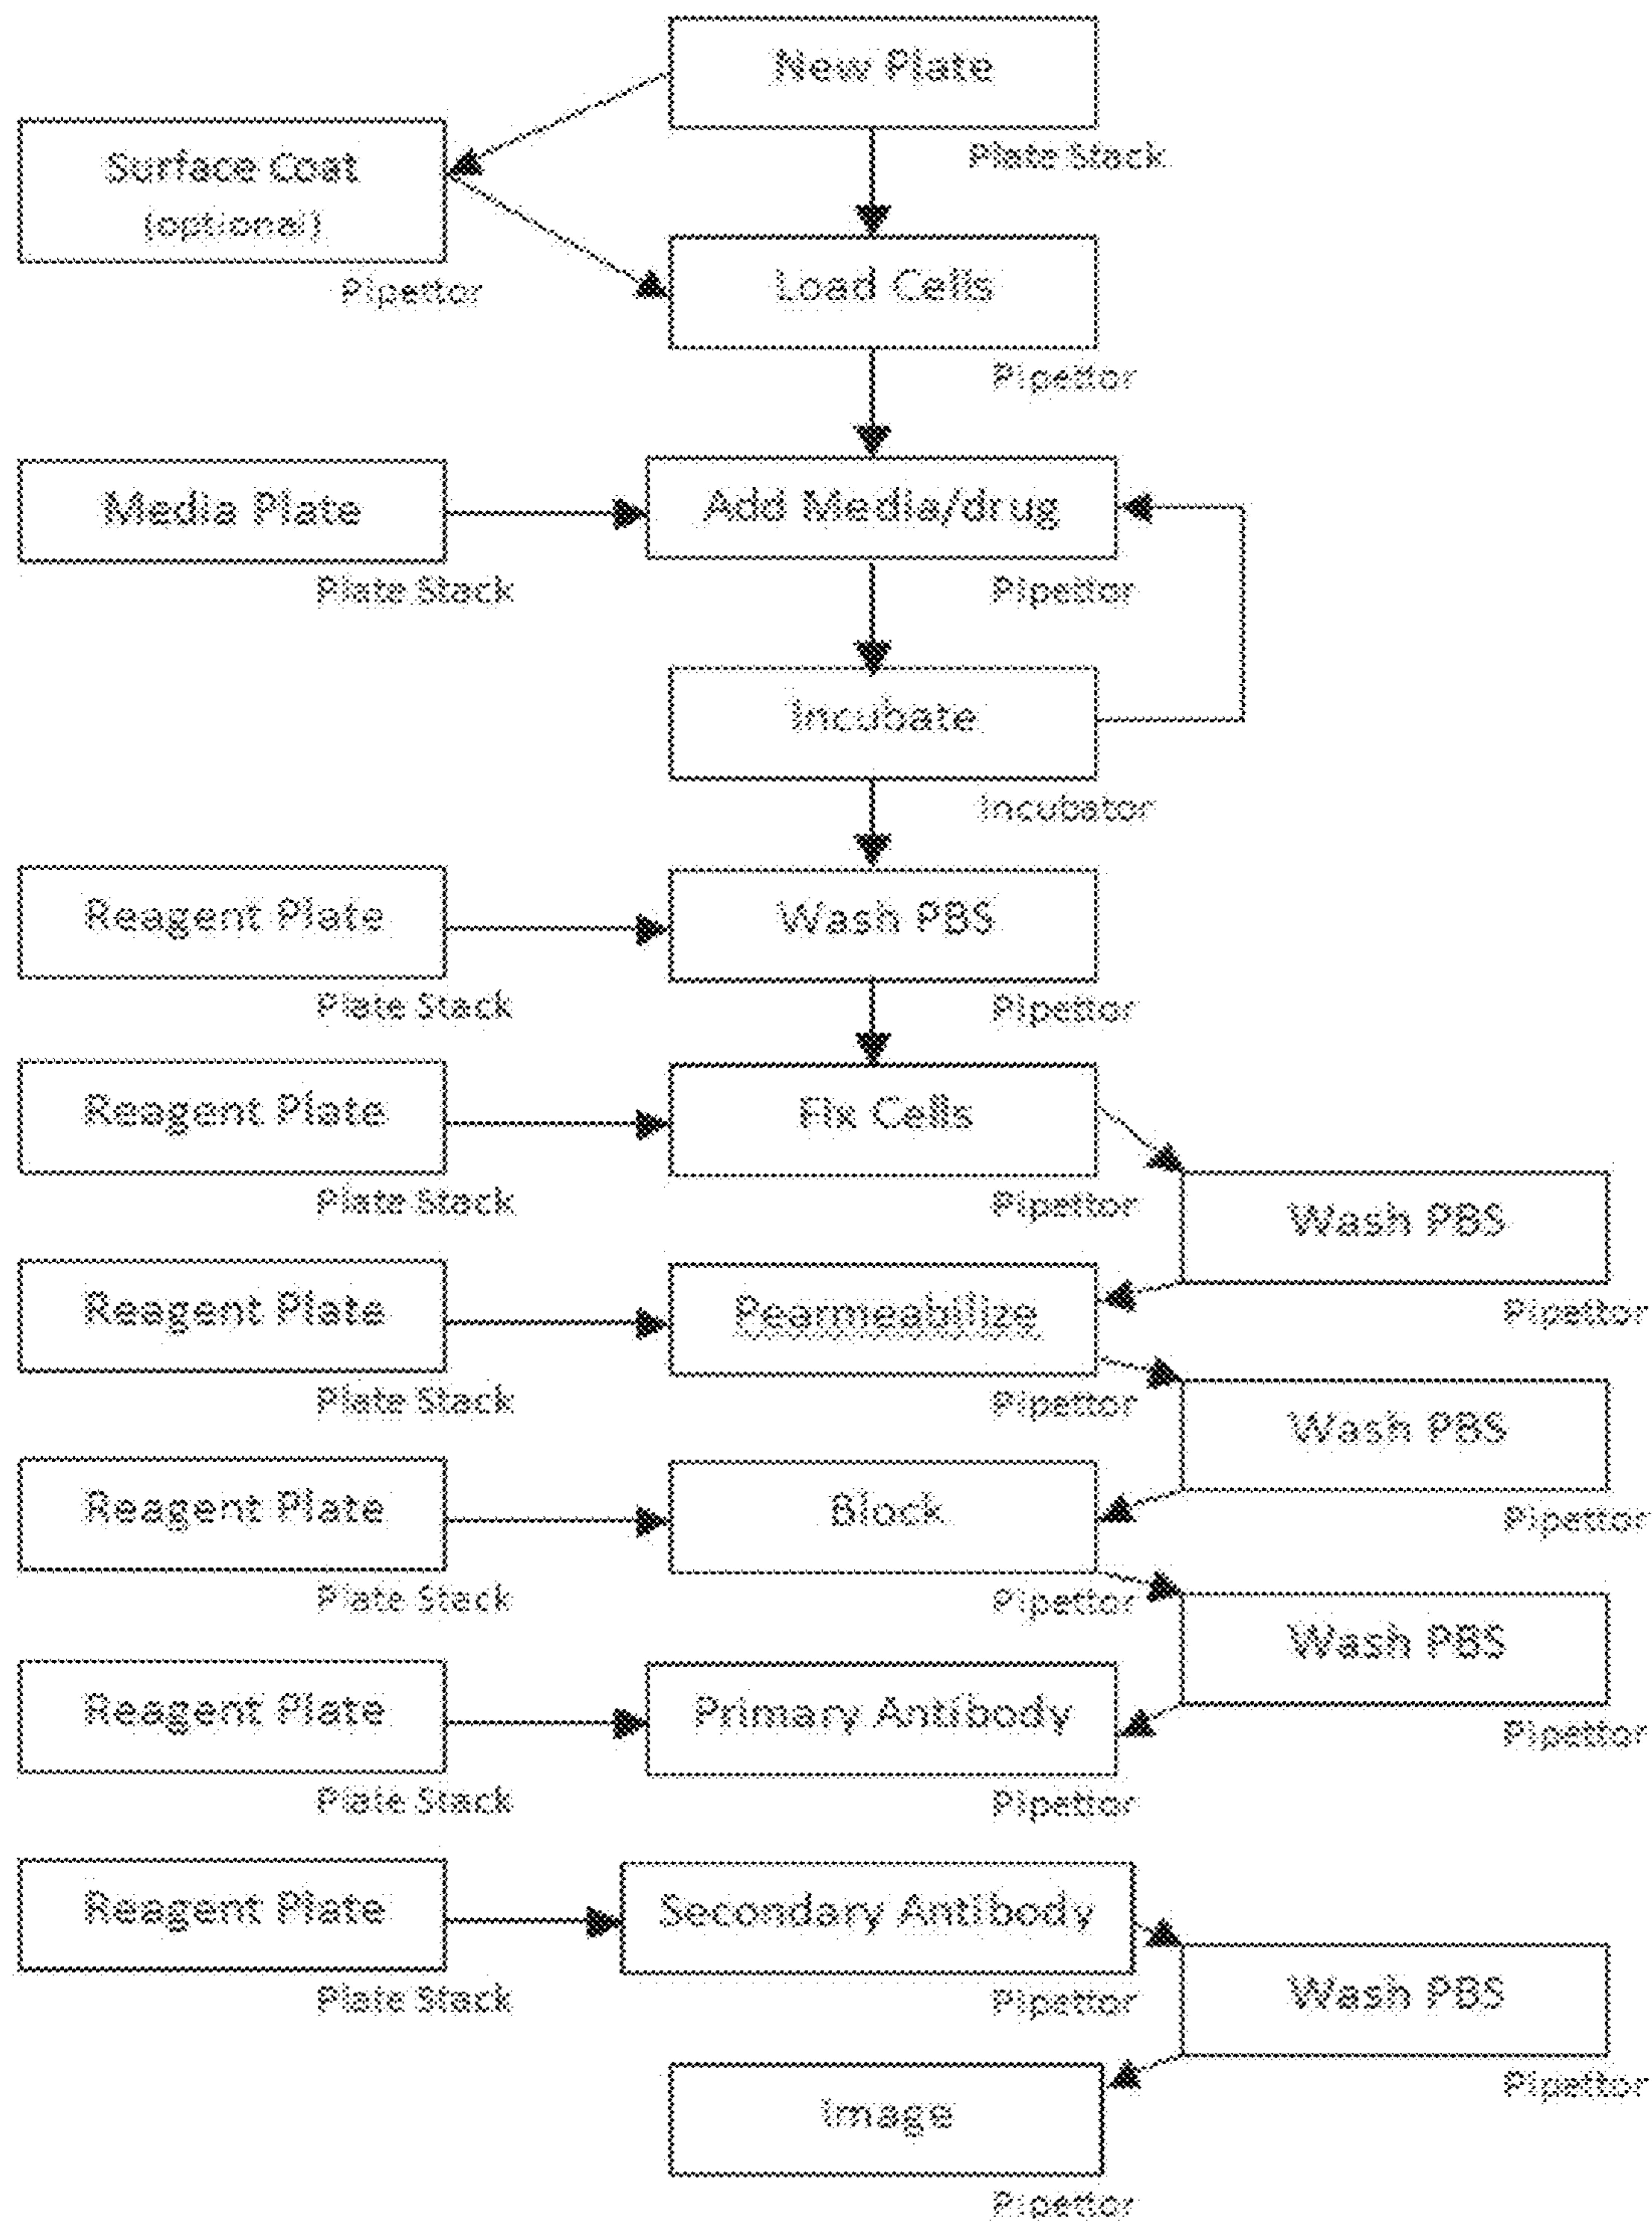 New Plate
Plate Stack
Surface Coat
(optional)
Pipettor
Load Cells
Pipettor
Media Plate
Plate Stack
Add Media/drug
Pipettor
Incubate
Incubator
Reagent Plate
Plate Stack
Wash PBS
Pipettor
Reagent Plate
Plate Stack
Fix Cells
Pipettor
Wash PBS
Pipettor
Reagent Plate
Plate Stack
Pearmeabilize
Pipettor
Wash PBS
Pipettor
Reagent Plate
Plate Stack
Block
Pipettor
Wash PBS
Pipettor
Reagent Plate
Plate Stack
Primary Antibody
Pipettor
Reagent Plate
Plate Stack
Secondary Antibody
Pipettor
Wash PBS
Pipettor
Image
Pipettor